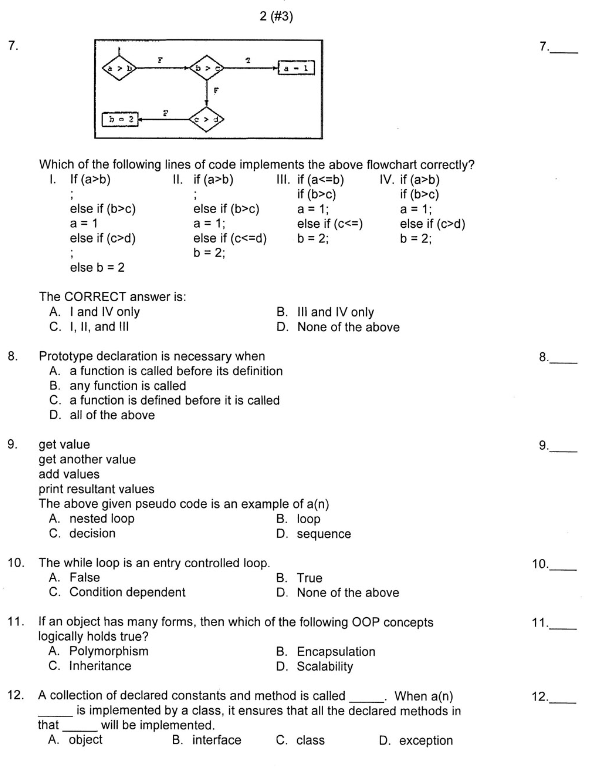 2 (#3)
7. 7.____
a > b F b > c T a = 1
F
b = 2 F c > d
Which of the following lines of code implements the above flowchart correctly?
I. If (a>b) II. if (a>b) III. if (a<=b) IV. if (a>b)
; ; if (b>c) if (b>c)
else if (b>c) else if (b>c) a = 1; a = 1;
a = 1 a = 1; else if (c<=) else if (c>d)
else if (c>d) else if (c<=d) b = 2; b = 2;
; b = 2;
else b = 2
The CORRECT answer is:
A. I and IV only B. III and IV only
C. I, II, and III D. None of the above
8. Prototype declaration is necessary when 8.____
A. a function is called before its definition
B. any function is called
C. a function is defined before it is called
D. all of the above
9. get value 9.____
get another value
add values
print resultant values
The above given pseudo code is an example of a(n)
A. nested loop B. loop
C. decision D. sequence
10. The while loop is an entry controlled loop. 10.____
A. False B. True
C. Condition dependent D. None of the above
11. If an object has many forms, then which of the following OOP concepts 11.____
logically holds true?
A. Polymorphism B. Encapsulation
C. Inheritance D. Scalability
12. A collection of declared constants and method is called _____. When a(n) 12.____
_____ is implemented by a class, it ensures that all the declared methods in
that _____ will be implemented.
A. object B. interface C. class D. exception